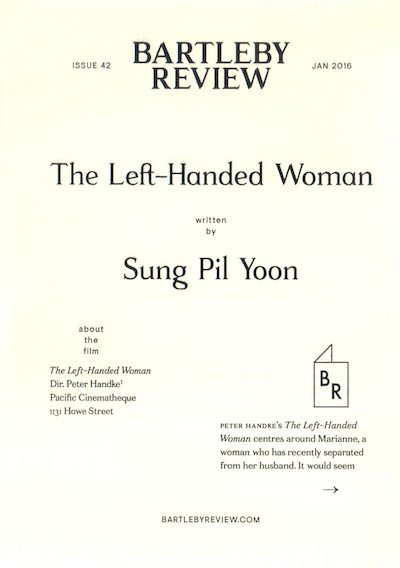 ISSUE 42
BARTLEBY
REVIEW
JAN 2016
The Left-Handed Woman
written
by
Sung Pil Yoon
about
the
film
The Left-Handed Woman
Dir. Peter Handke¹
Pacific Cinematheque
1131 Howe Street
B
R
PETER HANDKE's The Left-Handed
Woman centres around Marianne, a
woman who has recently separated
from her husband. It would seem
→
BARTLEBYREVIEW.COM